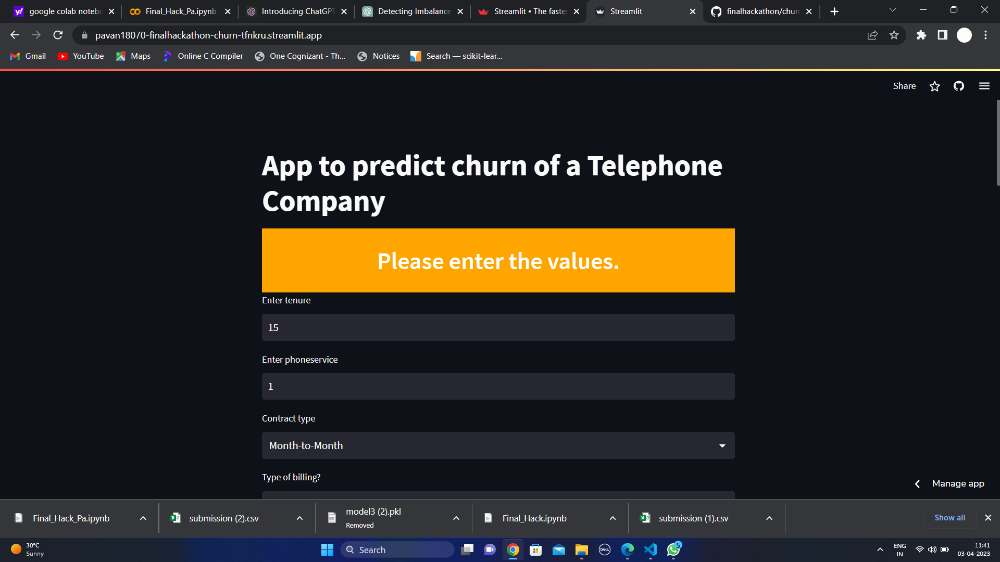 google colab notebo
Final_Hack_Pa.ipynb
Introducing ChatGPT
Detecting Imbalance
Streamlit • The fastes
Streamlit
finalhackathon/churn
pavan18070-finalhackathon-churn-tfnkru.streamlit.app
Gmail
YouTube
Maps
Online C Compiler
One Cognizant - Th...
Notices
Search — scikit-lear...
Share
App to predict churn of a Telephone
Company
Please enter the values.
Enter tenure
15
Enter phoneservice
1
Contract type
Month-to-Month
Type of billing?
Manage app
Final_Hack_Pa.ipynb
submission (2).csv
model3 (2).pkl
Removed
Final_Hack.ipynb
submission (1).csv
Show all
30°C
Sunny
Search
DELL
5
ENG
IN
11:41
03-04-2023